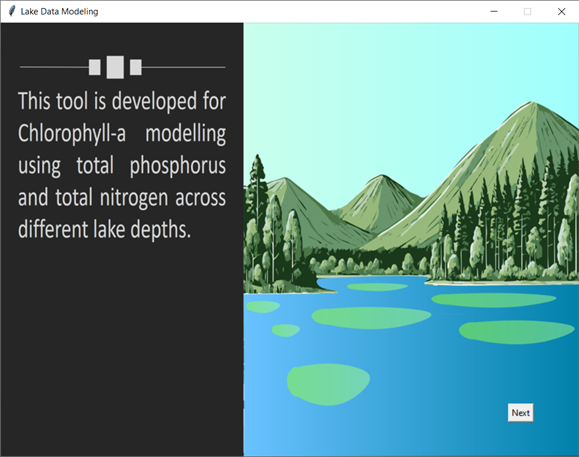 Lake Data Modeling
This tool is developed for
Chlorophyll-a modelling
using total phosphorus
and total nitrogen across
different lake depths.
Next